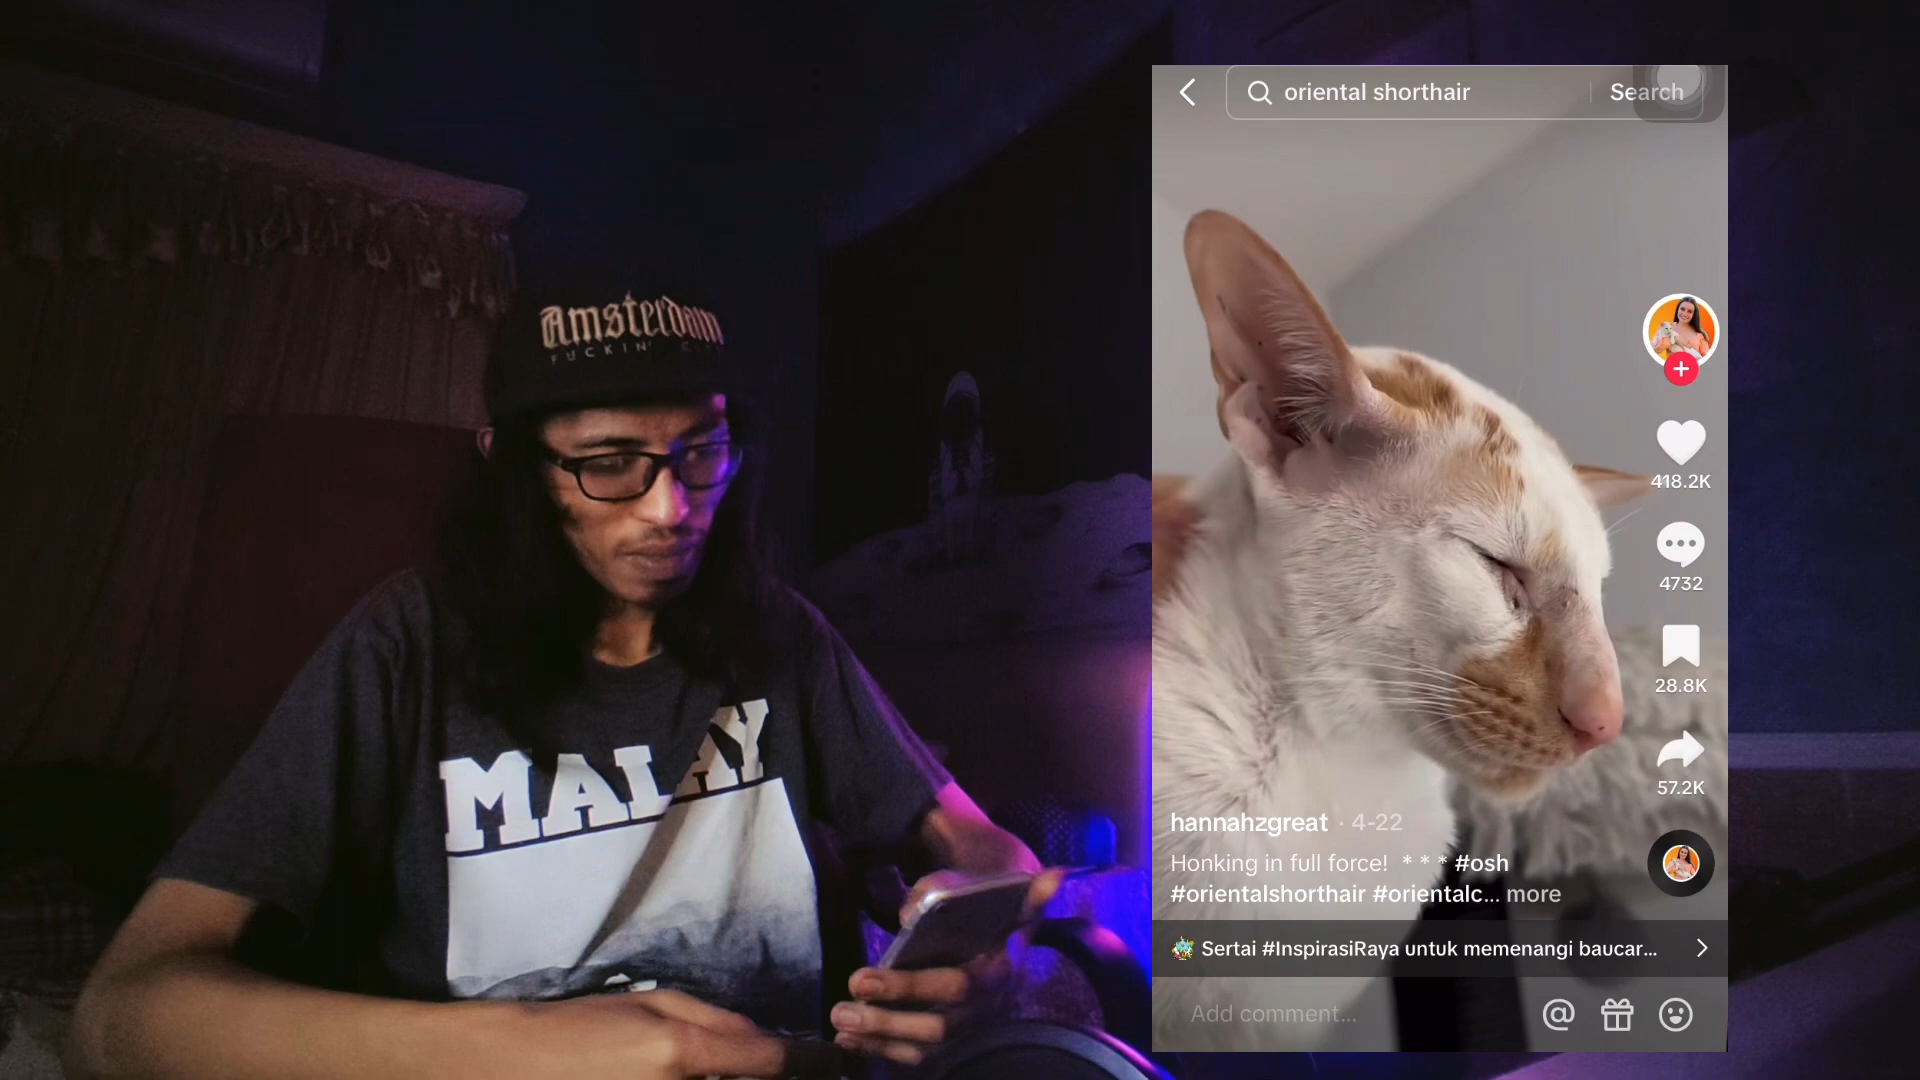 Amsterdam
FUCKIN'
MALAY
oriental shorthair
Search
418.2K
4732
28.8K
57.2K
hannahzgreat · 4-22
Honking in full force! * * * #osh
#orientalshorthair #orientalc... more
Sertai #InspirasiRaya untuk memenangi baucar...
Add comment...